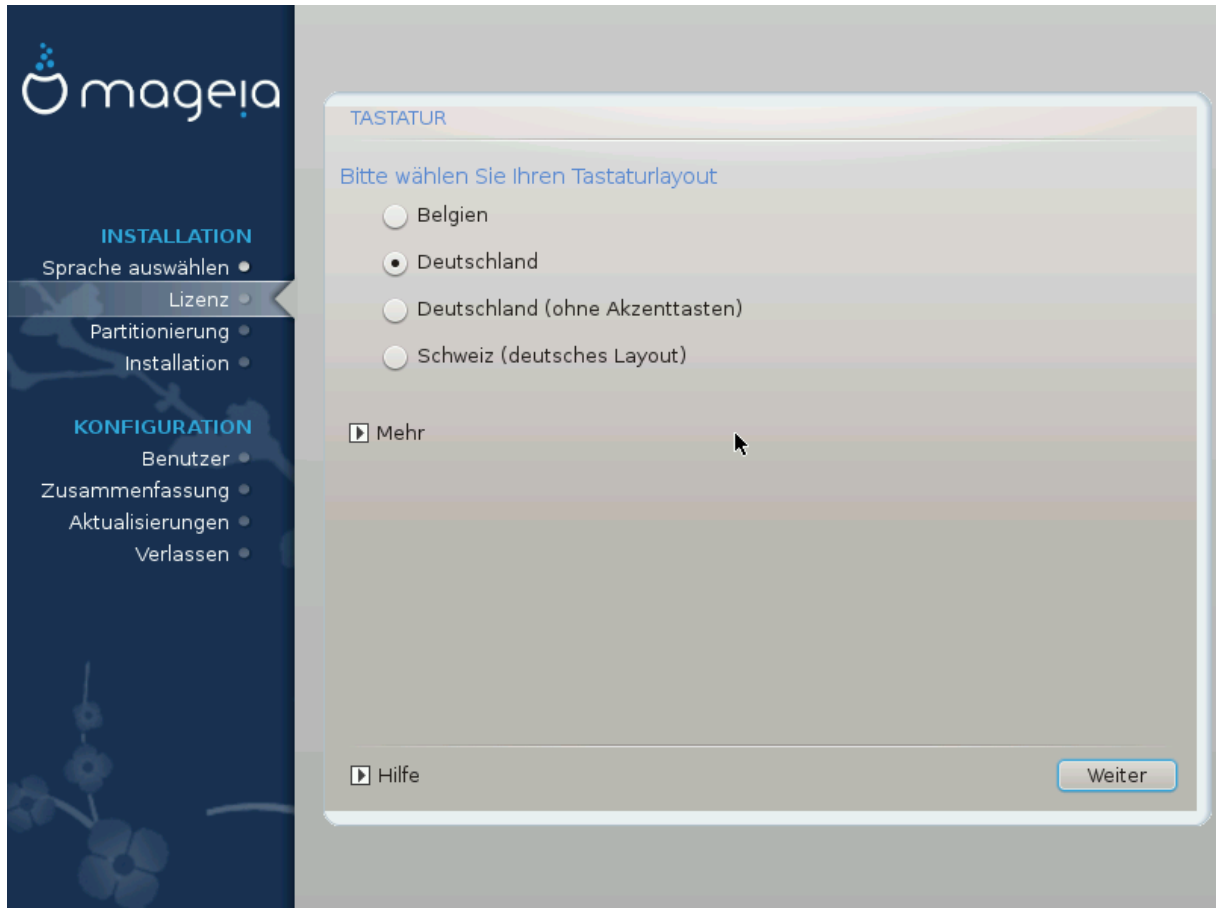 mageia
INSTALLATION
Sprache auswählen
Lizenz
Partitionierung
Installation
KONFIGURATION
Benutzer
Zusammenfassung
Aktualisierungen
Verlassen
TASTATUR
Bitte wählen Sie Ihren Tastaturlayout
Belgien
Deutschland
Deutschland (ohne Akzenttasten)
Schweiz (deutsches Layout)
Mehr
Hilfe
Weiter